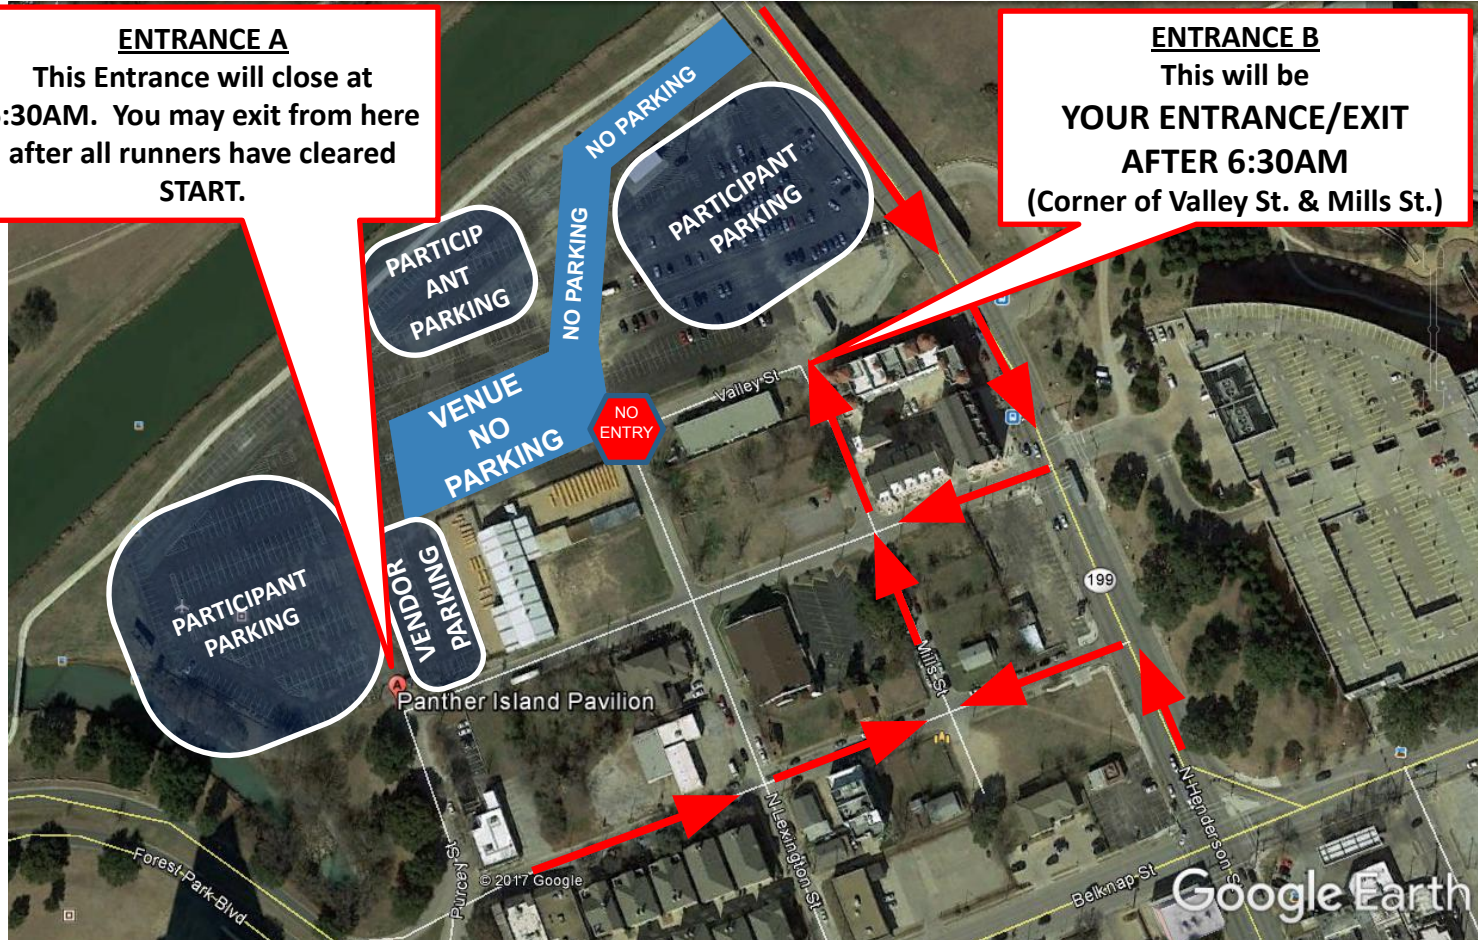 ENTRANCE A
This Entrance will close at
:30AM. You may exit from here
after all runners have cleared
START.
ENTRANCE B
This will be
YOUR ENTRANCE/EXIT
AFTER 6:30AM
(Corner of Valley St. & Mills St.)
NO PARKING
PARTICIPANT
PARKING
NO PARKING
PARTICIP
ANT
PARKING
VENUE
NO
PARKING
NO
ENTRY
Valley St
PARTICIPANT
PARKING
VENDOR
PARKING
199
A
Panther Island Pavilion
Mills St
N Lexington St
N Henderson S
Purcey St
© 2017 Google
Forest Park Blvd
Belknap St
Google Earth